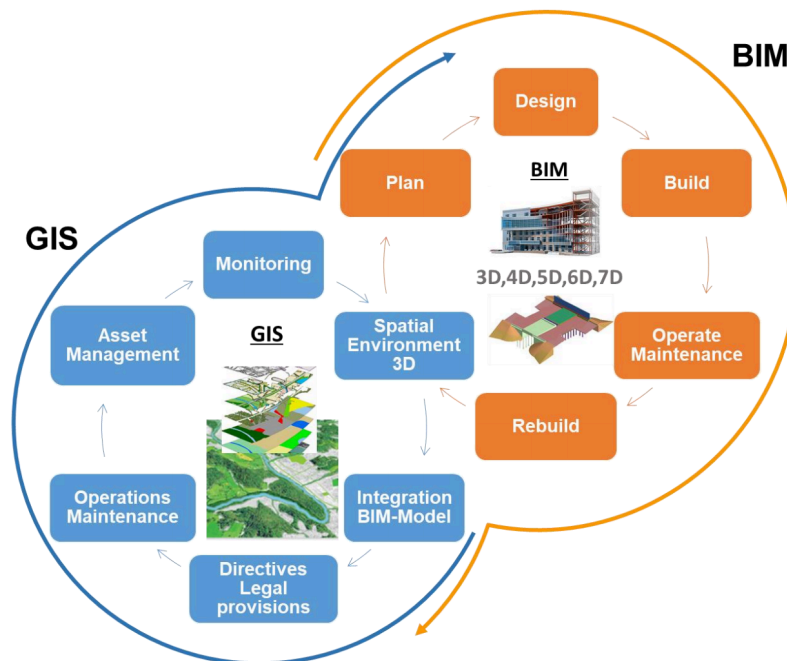 BIM
Design
Plan
BIM
Build
GIS
Monitoring
3D,4D,5D,6D,7D
Asset
Management
GIS
Spatial
Environment
3D
Operate
Maintenance
Rebuild
Operations
Maintenance
Integration
BIM-Model
Directives
Legal
provisions